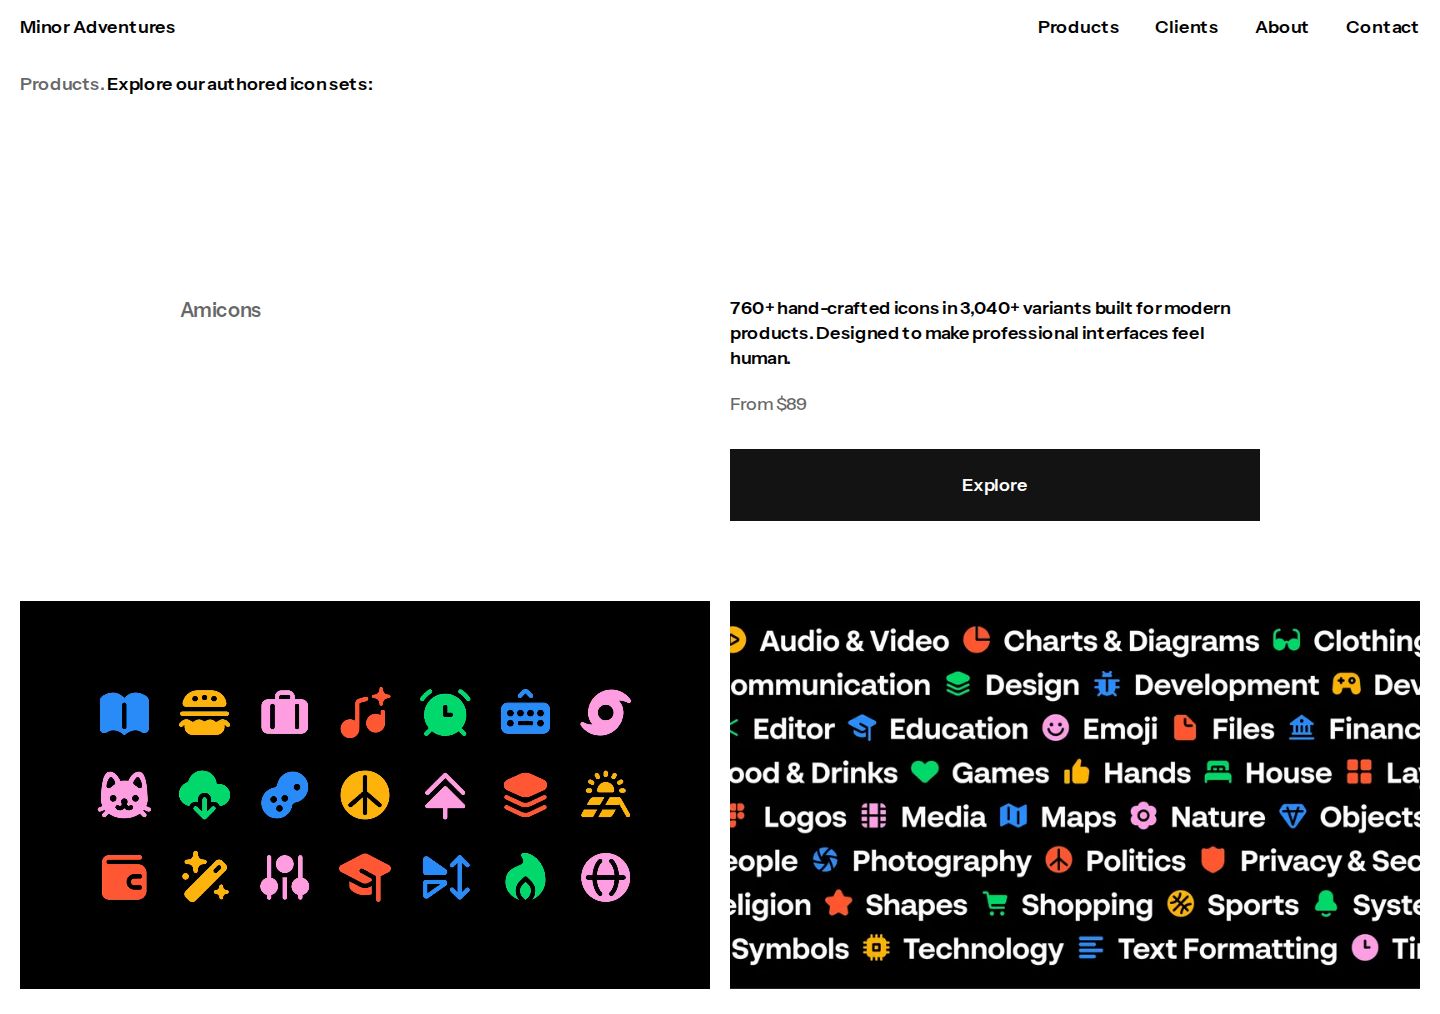 Minor Adventures
Products Clients About Contact
Products. Explore our authored icon sets:
Amicons
760+ hand-crafted icons in 3,040+ variants built for modern
products. Designed to make professional interfaces feel
human.
From $89
Explore
Audio & Video Charts & Diagrams Clothing
ommunication Design Development Dev
Editor Education Emoji Files Financ
ood & Drinks Games Hands House Lay
Logos Media Maps Nature Objects
eople Photography Politics Privacy & Sec
eligion Shapes Shopping Sports Syste
Symbols Technology Text Formatting Tim